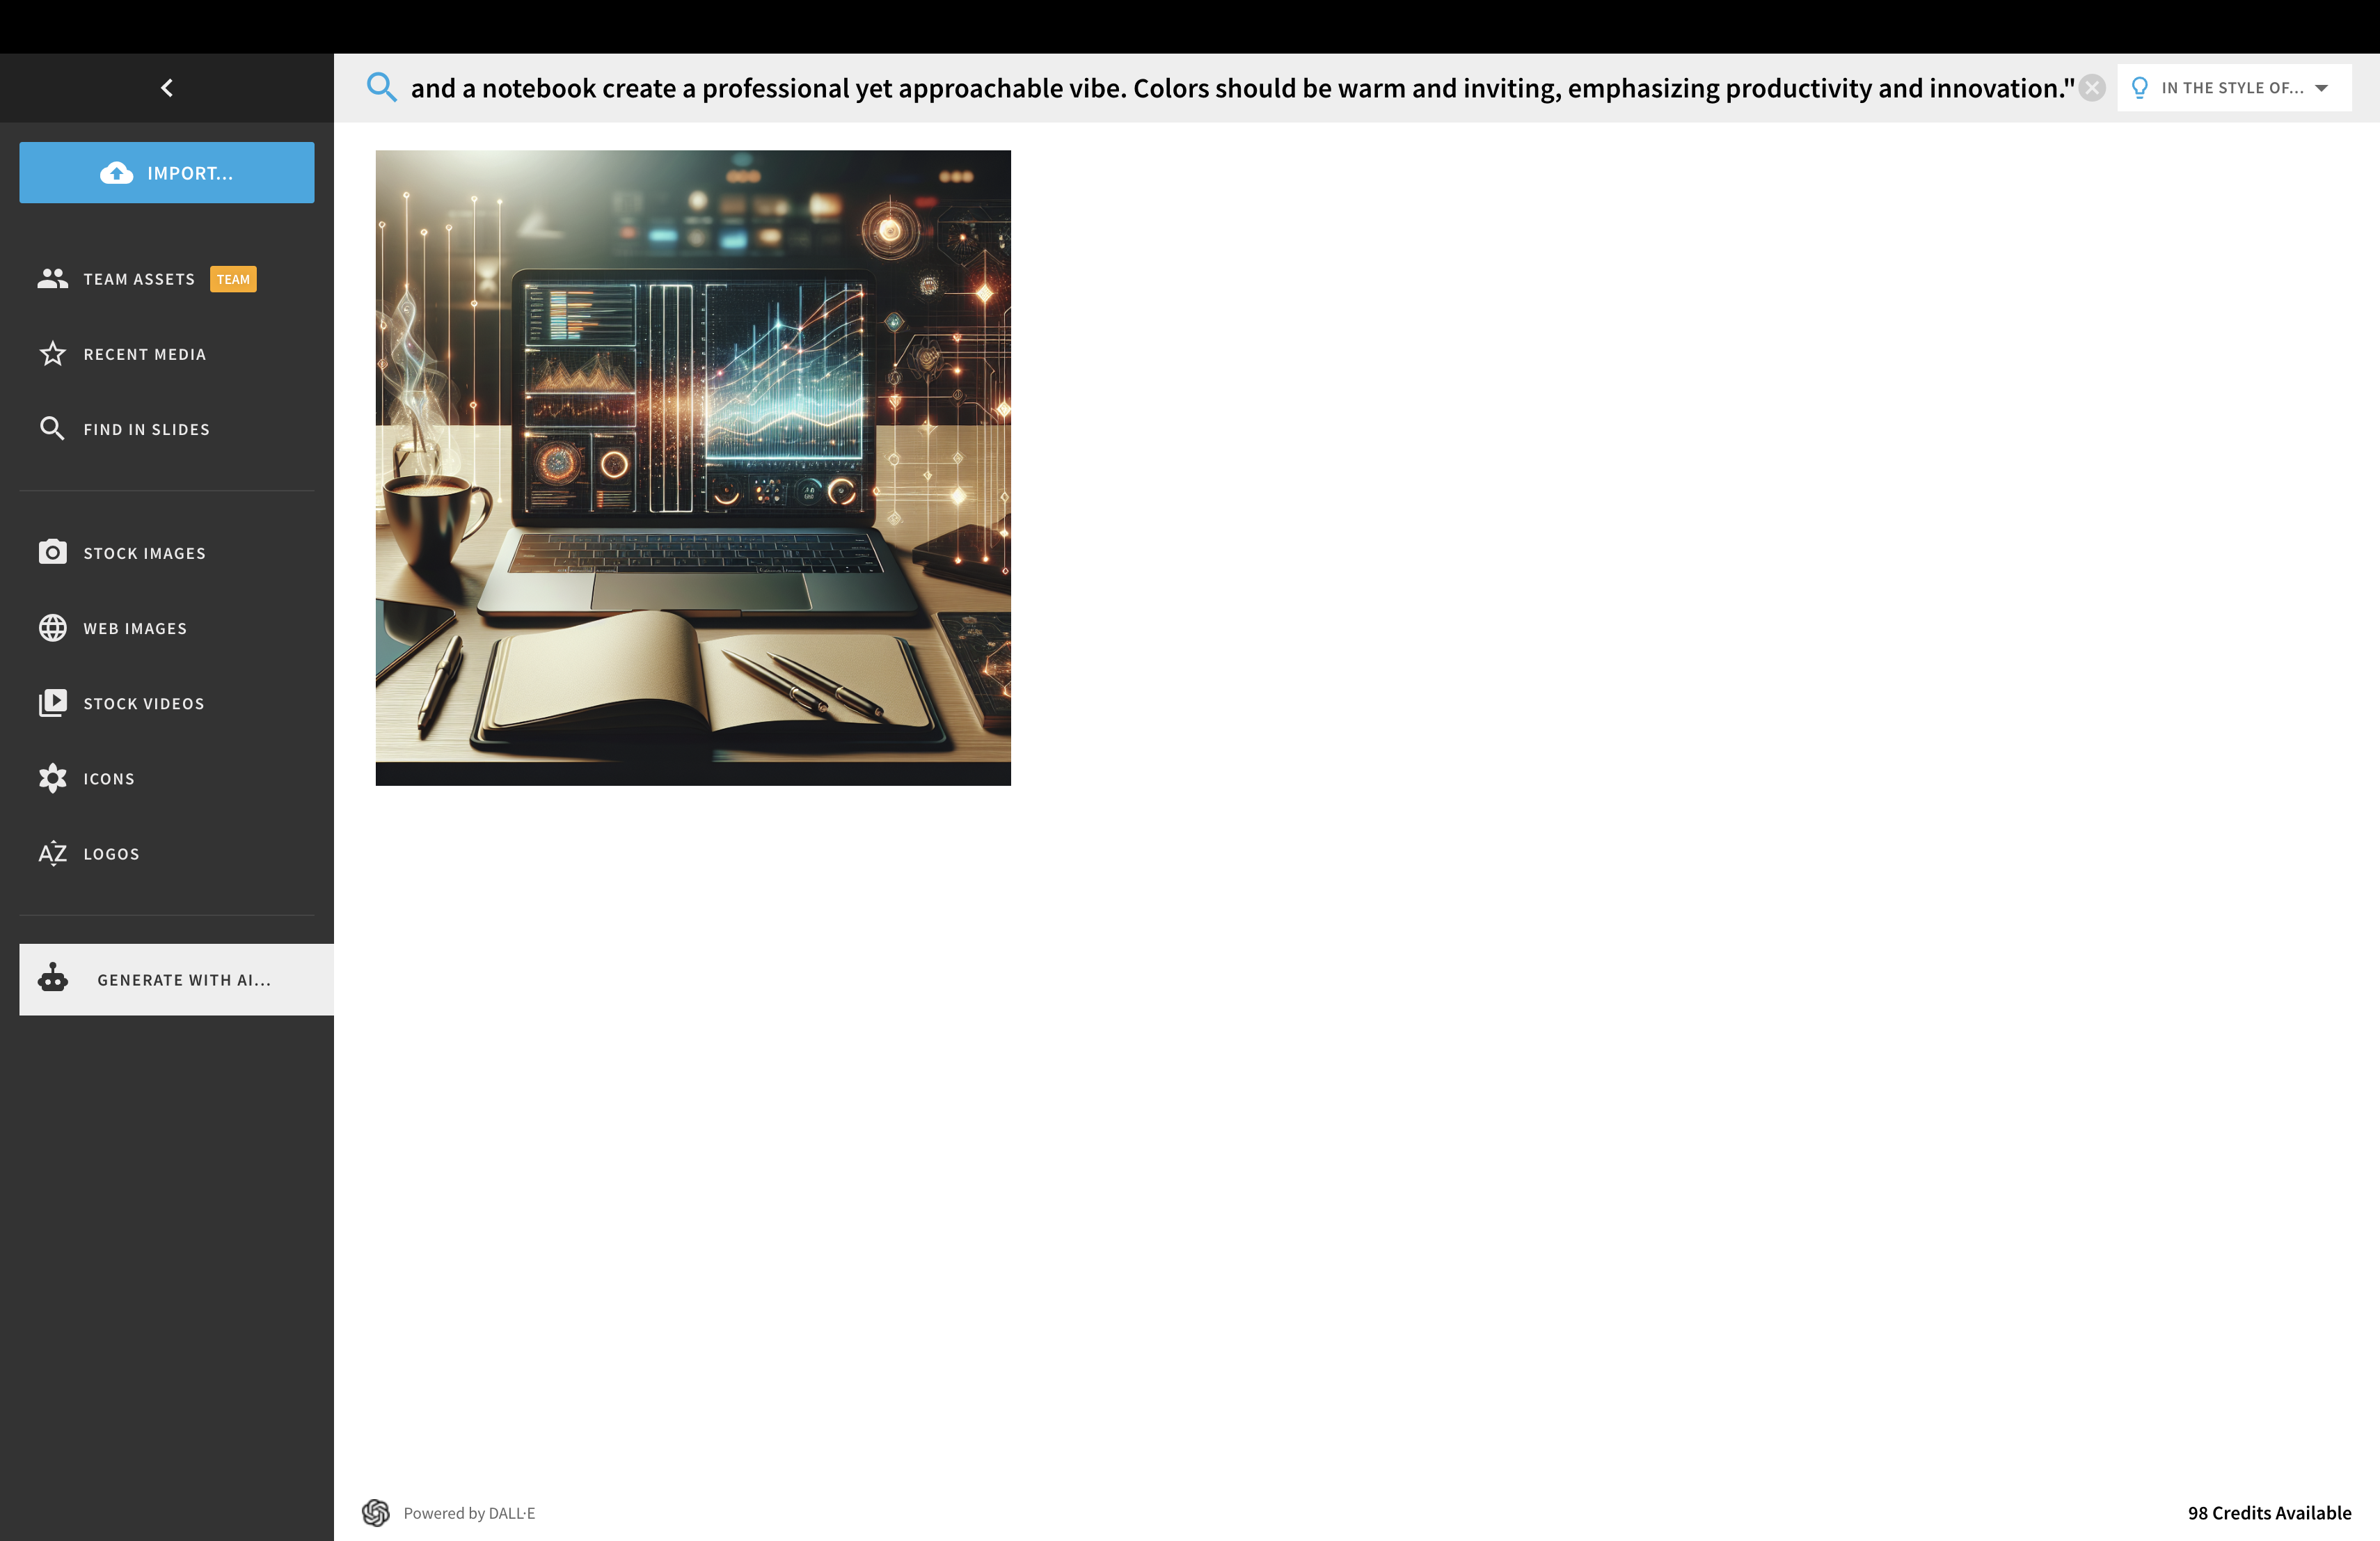 and a notebook create a professional yet approachable vibe. Colors should be warm and inviting, emphasizing productivity and innovation."
IN THE STYLE OF...
IMPORT...
TEAM ASSETS TEAM
RECENT MEDIA
FIND IN SLIDES
STOCK IMAGES
WEB IMAGES
STOCK VIDEOS
ICONS
LOGOS
GENERATE WITH AI...
Powered by DALL·E
98 Credits Available